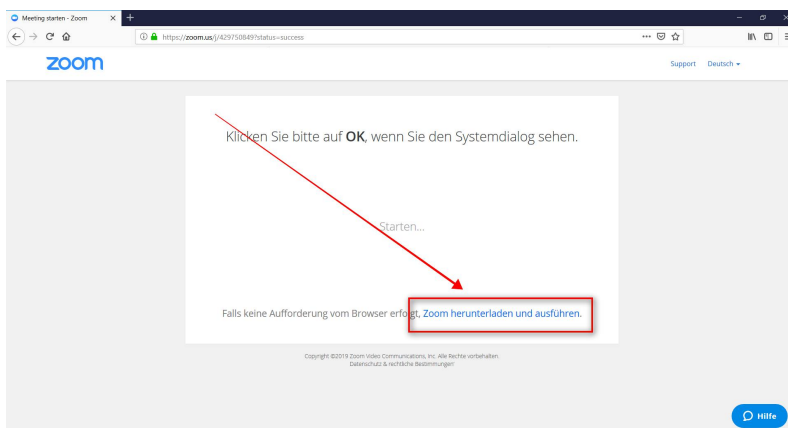 Meeting starten - Zoom
https://zoom.us/j/429750849?status=success
zoom
Support Deutsch
Klicken Sie bitte auf OK, wenn Sie den Systemdialog sehen.
Starten...
Falls keine Aufforderung vom Browser erfolgt, Zoom herunterladen und ausführen.
Copyright ©2019 Zoom Video Communications, Inc. Alle Rechte vorbehalten.
Datenschutz & rechtliche Bestimmungen
Hilfe